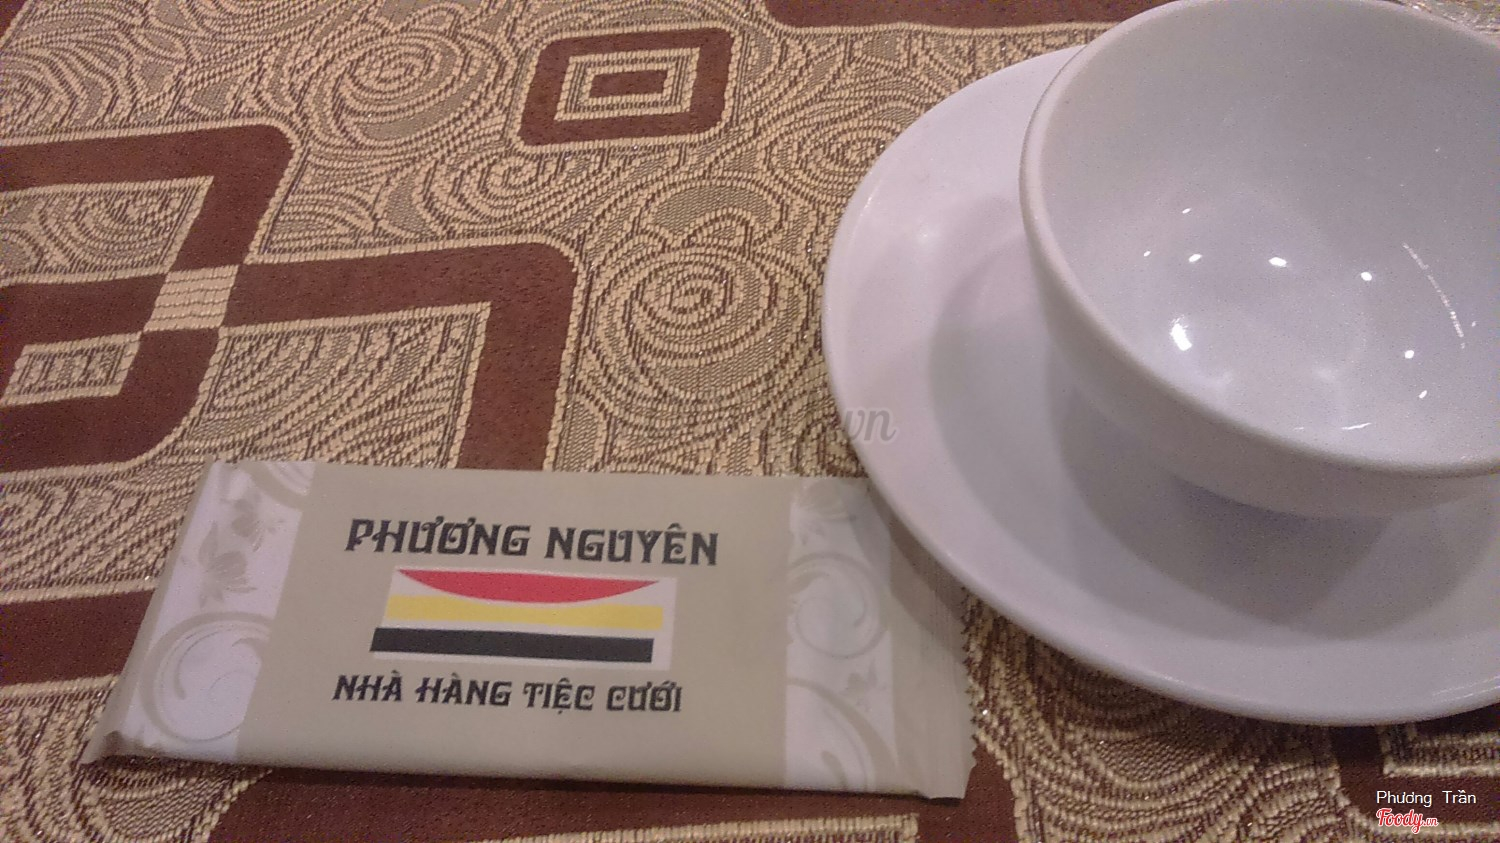 PHƯƠNG NGUYÊN
NHÀ HÀNG TIỆC CƯỚI
Phương Trần
Foody.vn